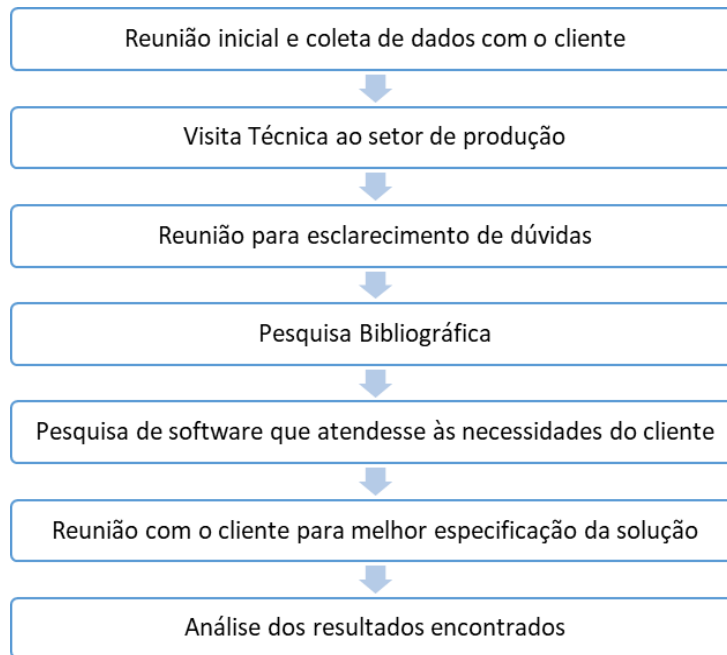 Reunião inicial e coleta de dados com o cliente
Visita Técnica ao setor de produção
Reunião para esclarecimento de dúvidas
Pesquisa Bibliográfica
Pesquisa de software que atendesse às necessidades do cliente
Reunião com o cliente para melhor especificação da solução
Análise dos resultados encontrados